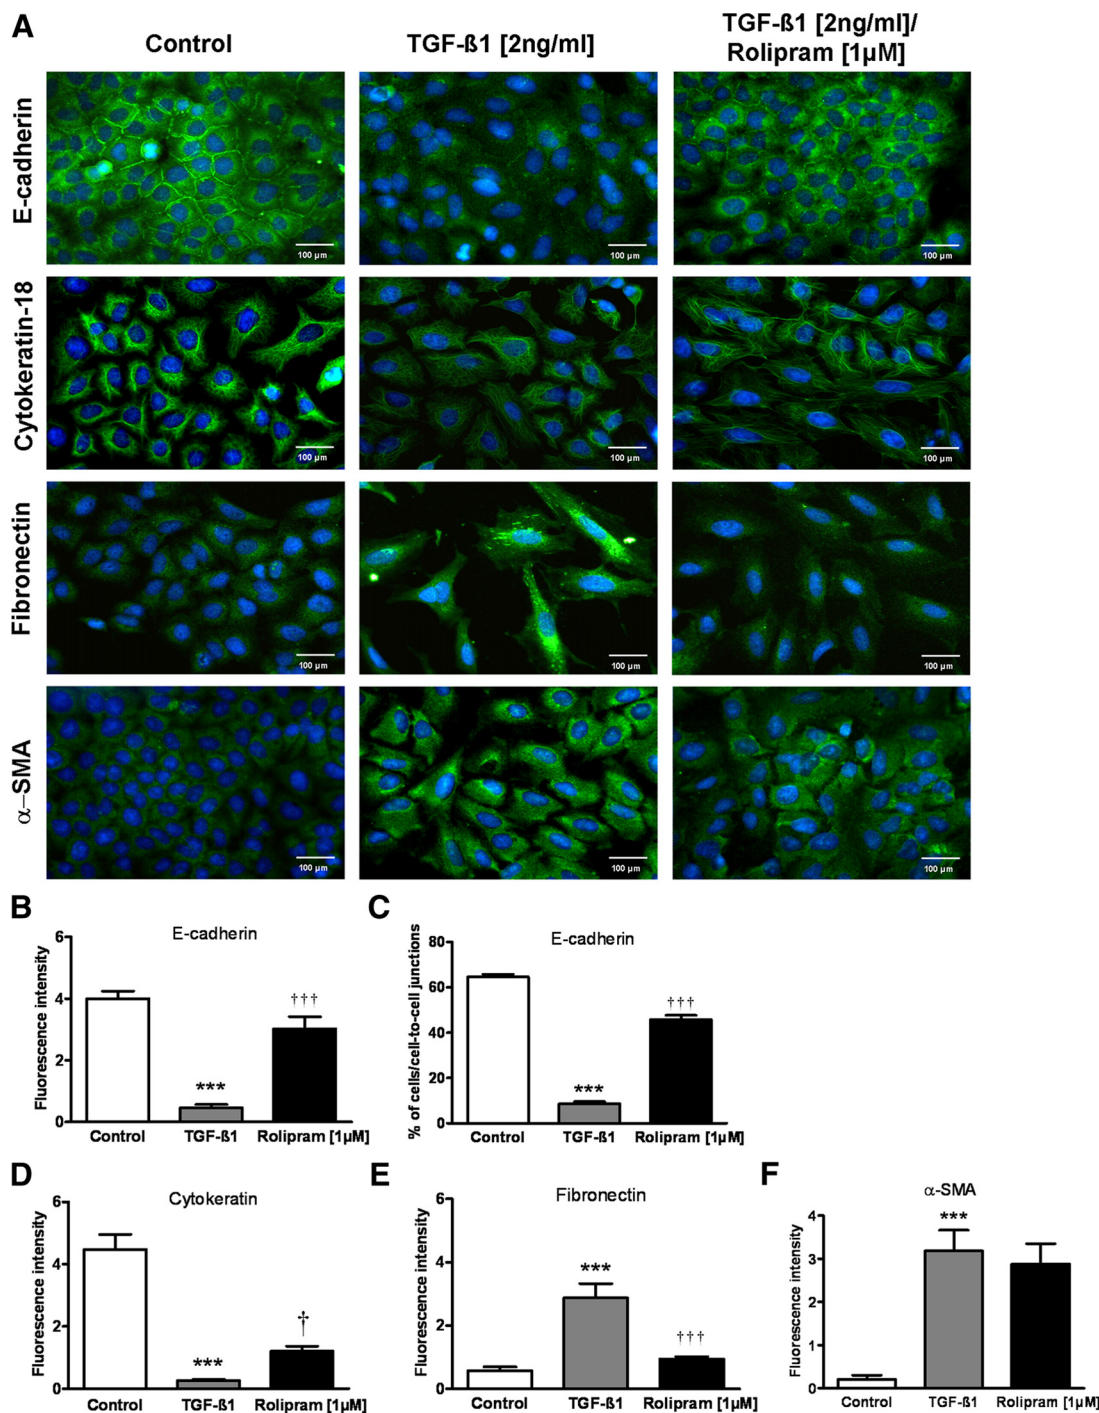 A
Control
TGF-ß1 [2ng/ml]
TGF-ß1 [2ng/ml]/
Rolipram [1µM]
E-cadherin
100 µm
100 µm
100 µm
Cytokeratin-18
100 µm
100 µm
100 µm
Fibronectin
100 µm
100 µm
100 µm
α–SMA
100 µm
100 µm
100 µm
B
E-cadherin
Fluorescence intensity
6
4
2
0
***
†††
Control
TGF-ß1
Rolipram [1µM]
C
E-cadherin
% of cells/cell-to-cell junctions
80
60
40
20
0
***
†††
Control
TGF-ß1
Rolipram [1µM]
D
Cytokeratin
Fluorescence intensity
6
4
2
0
***
†
Control
TGF-ß1
Rolipram [1µM]
E
Fibronectin
Fluorescence intensity
6
4
2
0
***
†††
Control
TGF-ß1
Rolipram [1µM]
F
α-SMA
Fluorescence intensity
4
3
2
1
0
***
Control
TGF-ß1
Rolipram [1µM]